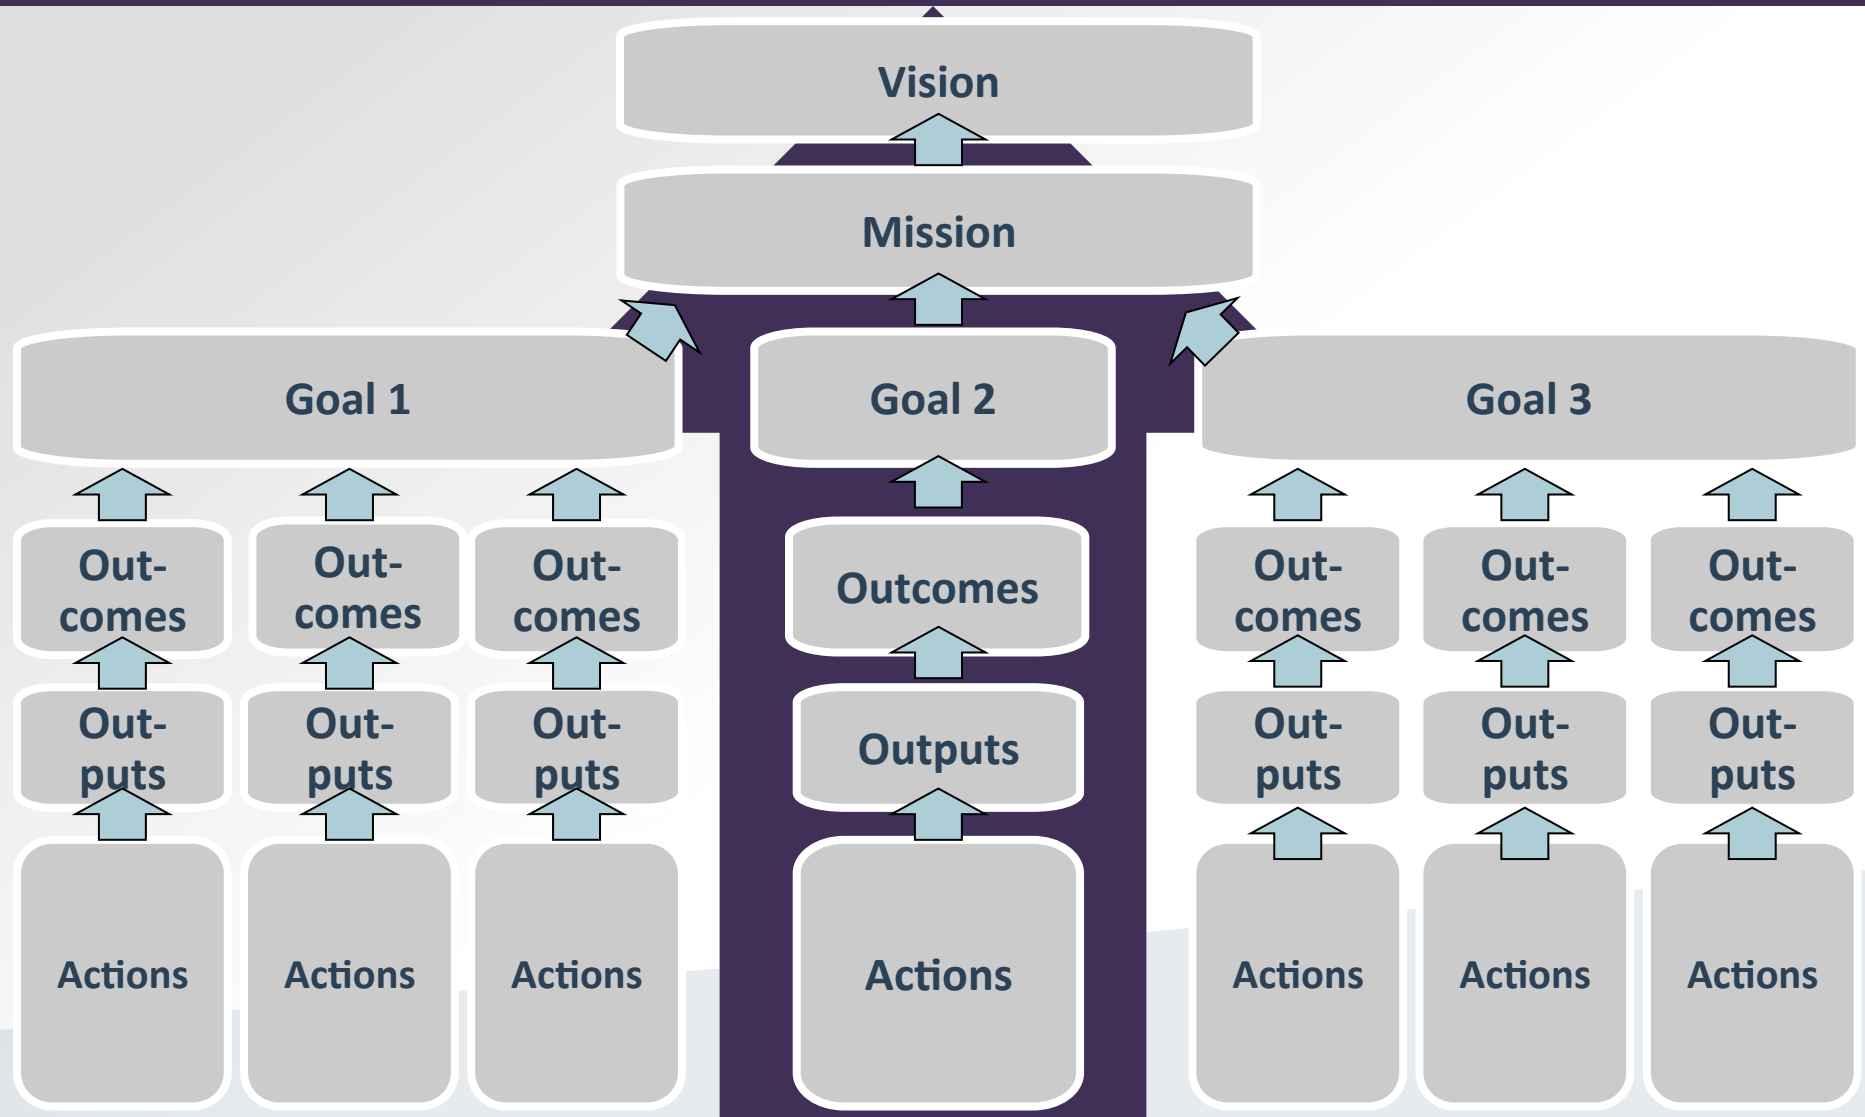 Vision
Mission
Goal 1
Goal 2
Goal 3
Out-
comes
Out-
comes
Out-
comes
Outcomes
Out-
comes
Out-
comes
Out-
comes
Out-
puts
Out-
puts
Out-
puts
Outputs
Out-
puts
Out-
puts
Out-
puts
Actions
Actions
Actions
Actions
Actions
Actions
Actions